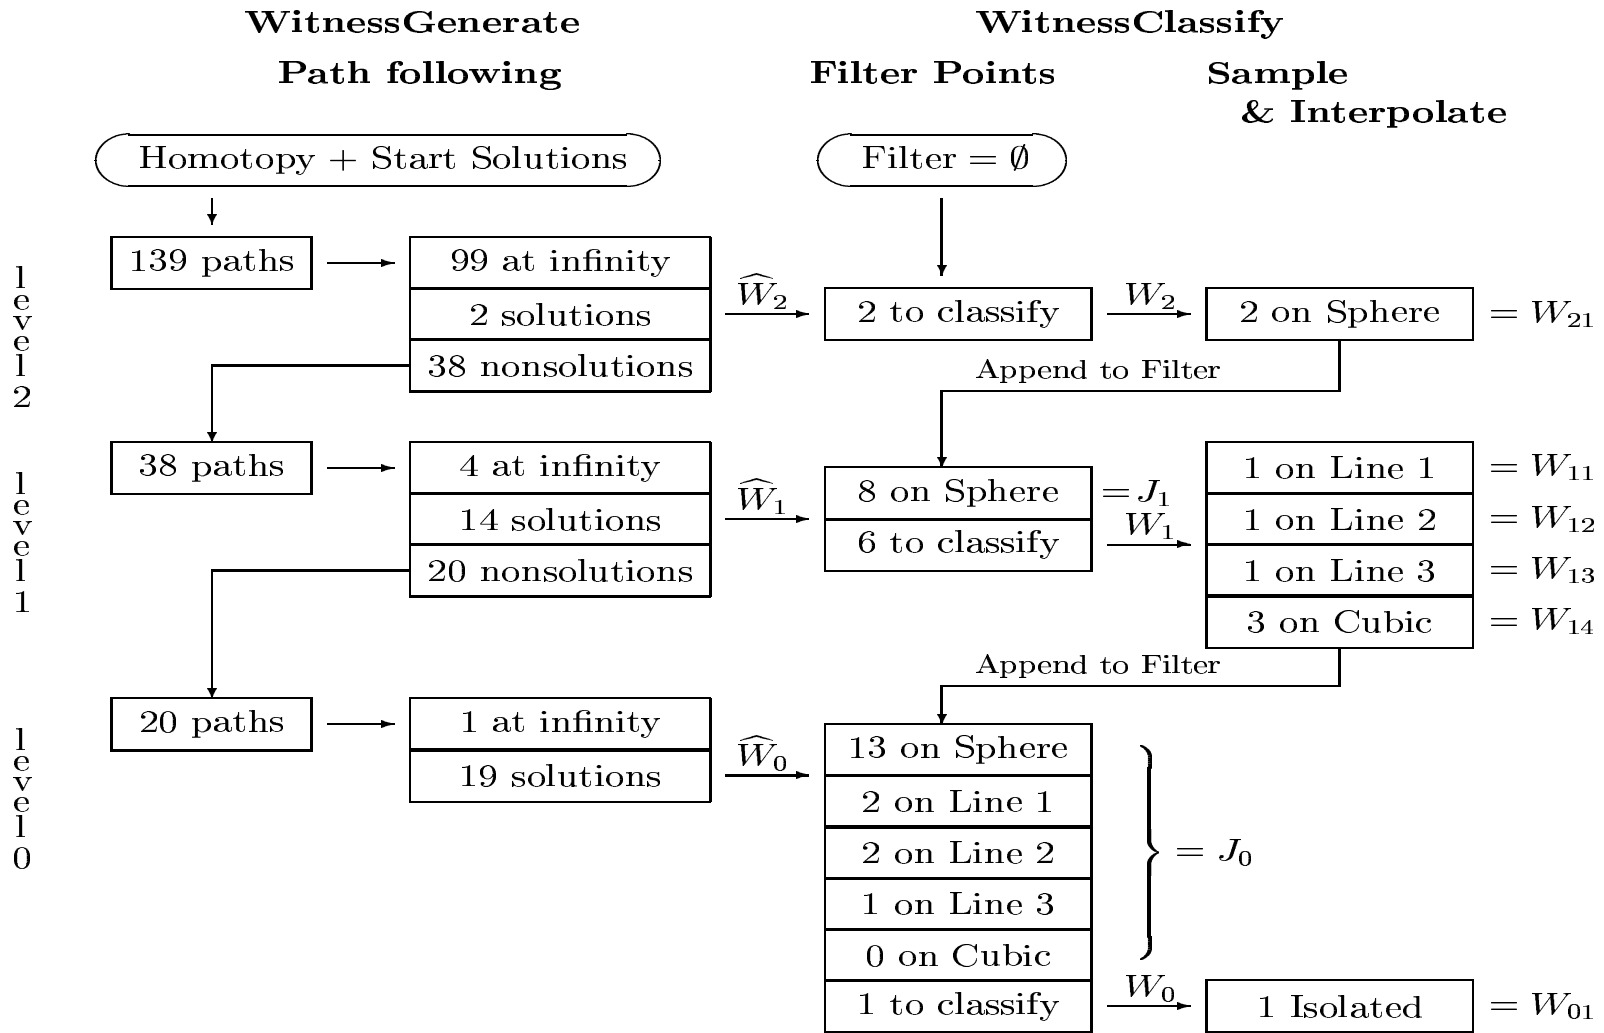 WitnessGenerate
WitnessClassify
Path following
Filter Points
Sample
& Interpolate
Homotopy + Start Solutions
Filter = ∅
level 2
139 paths
99 at infinity
2 solutions
38 nonsolutions
Ŵ₂
2 to classify
W₂
2 on Sphere
= W₂₁
Append to Filter
level 1
38 paths
4 at infinity
14 solutions
20 nonsolutions
Ŵ₁
8 on Sphere
= J₁
6 to classify
W₁
1 on Line 1
= W₁₁
1 on Line 2
= W₁₂
1 on Line 3
= W₁₃
3 on Cubic
= W₁₄
Append to Filter
level 0
20 paths
1 at infinity
19 solutions
Ŵ₀
13 on Sphere
2 on Line 1
2 on Line 2
1 on Line 3
0 on Cubic
= J₀
1 to classify
W₀
1 Isolated
= W₀₁